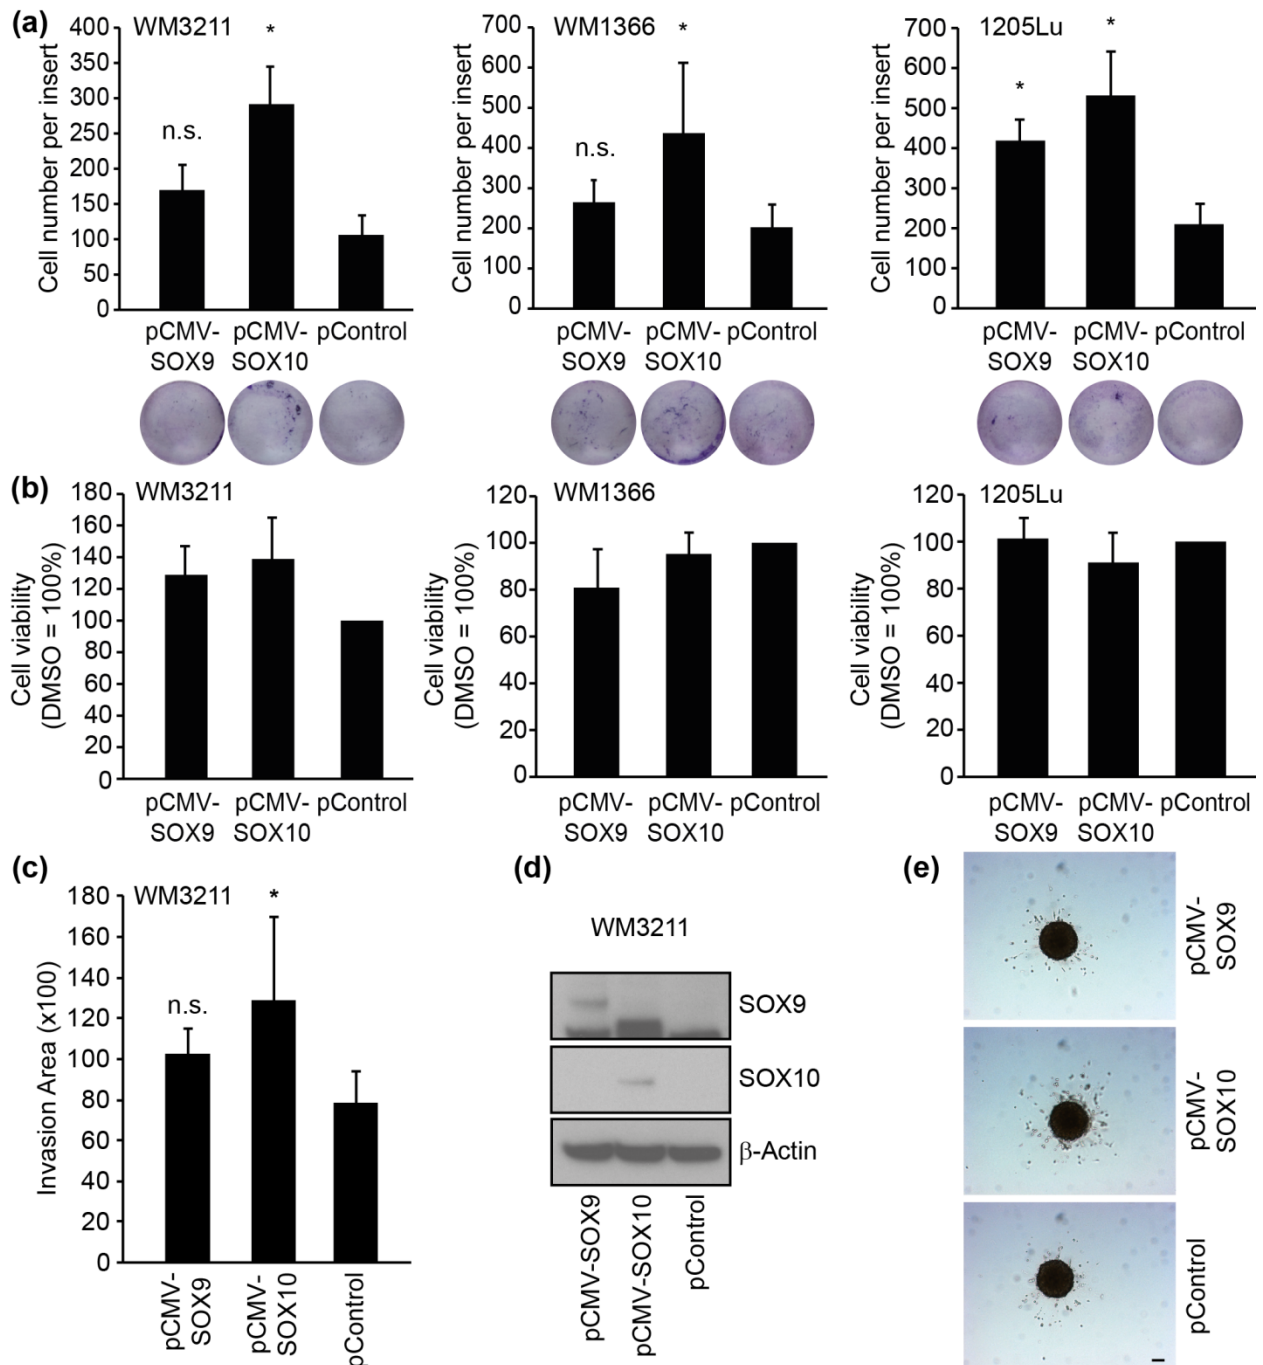 (a)
WM3211
*
n.s.
Cell number per insert
400
350
300
250
200
150
100
50
0
pCMV-
SOX9
pCMV-
SOX10
pControl
WM1366
*
n.s.
Cell number per insert
700
600
500
400
300
200
100
0
pCMV-
SOX9
pCMV-
SOX10
pControl
1205Lu
*
*
Cell number per insert
700
600
500
400
300
200
100
0
pCMV-
SOX9
pCMV-
SOX10
pControl
(b)
WM3211
Cell viability
(DMSO = 100%)
180
160
140
120
100
80
60
40
20
0
pCMV-
SOX9
pCMV-
SOX10
pControl
WM1366
Cell viability
(DMSO = 100%)
120
100
80
60
40
20
0
pCMV-
SOX9
pCMV-
SOX10
pControl
1205Lu
Cell viability
(DMSO = 100%)
120
100
80
60
40
20
0
pCMV-
SOX9
pCMV-
SOX10
pControl
(c)
WM3211
*
n.s.
Invasion Area (x100)
180
160
140
120
100
80
60
40
20
0
pCMV-
SOX9
pCMV-
SOX10
pControl
(d)
WM3211
SOX9
SOX10
β-Actin
pCMV-SOX9
pCMV-SOX10
pControl
(e)
pCMV-
SOX9
pCMV-
SOX10
pControl